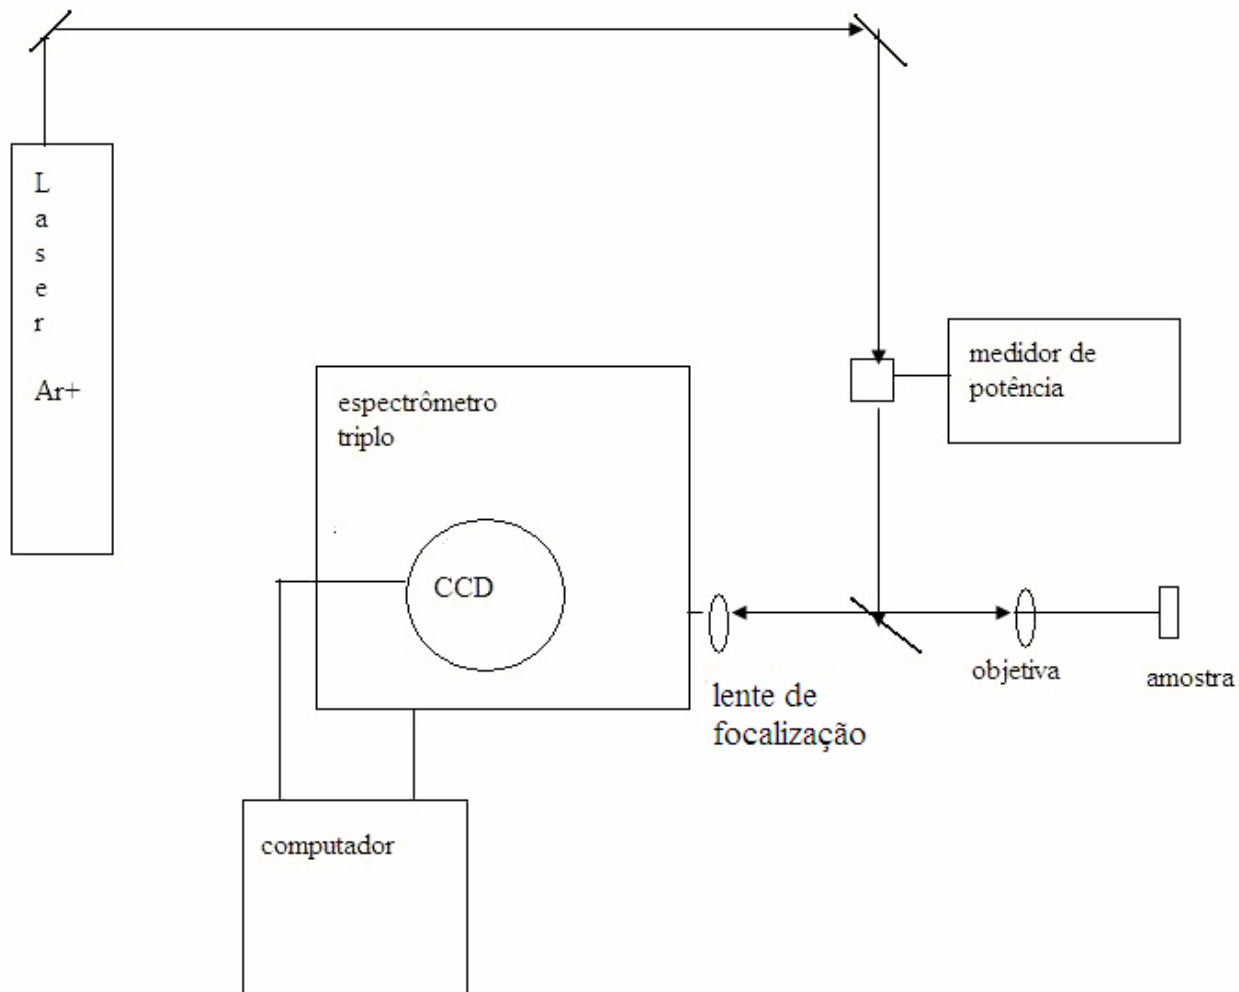 L
a
s
e
r
Ar+
medidor de
potência
espectrômetro
triplo
CCD
objetiva
amostra
lente de
focalização
computador